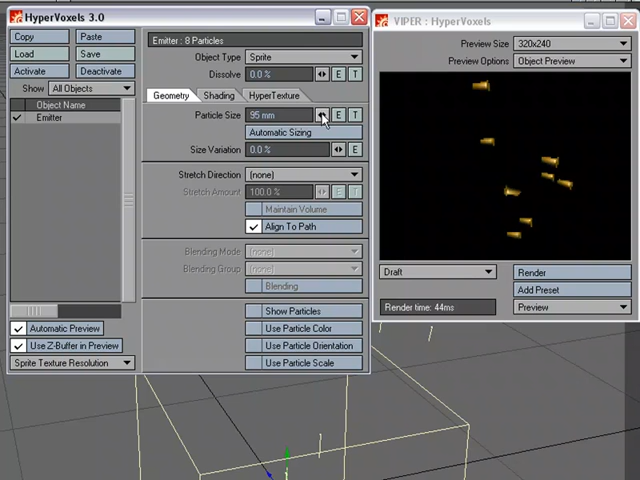 HyperVoxels 3.0
Copy
Paste
Load
Save
Activate
Deactivate
Show
All Objects
Object Name
Emitter
Automatic Preview
Use Z-Buffer in Preview
Sprite Texture Resolution
Emitter : 8 Particles
Object Type
Sprite
Dissolve
0.0 %
E
T
Geometry
Shading
HyperTexture
Particle Size
95 mm
E
T
Automatic Sizing
Size Variation
0.0 %
E
Stretch Direction
(none)
Stretch Amount
100.0 %
E
T
Maintain Volume
Align To Path
Blending Mode
(none)
Blending Group
(none)
Blending
Show Particles
Use Particle Color
Use Particle Orientation
Use Particle Scale
VIPER : HyperVoxels
Preview Size
320x240
Preview Options
Object Preview
Draft
Render
Add Preset
Render time: 44ms
Preview